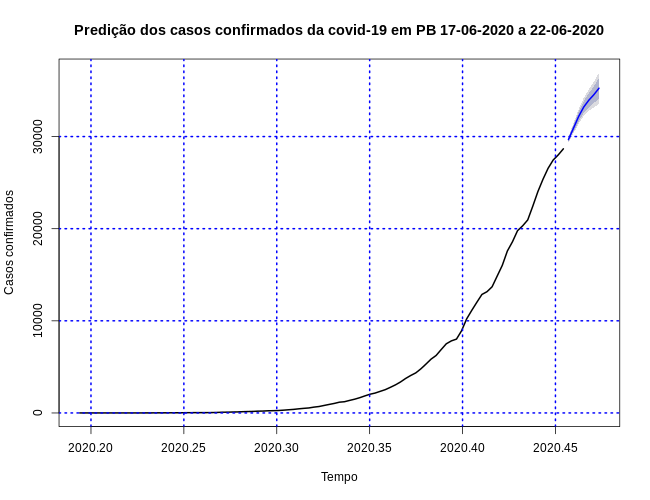 Predição dos casos confirmados da covid-19 em PB 17-06-2020 a 22-06-2020
Casos confirmados
30000
20000
10000
0
2020.20 2020.25 2020.30 2020.35 2020.40 2020.45
Tempo